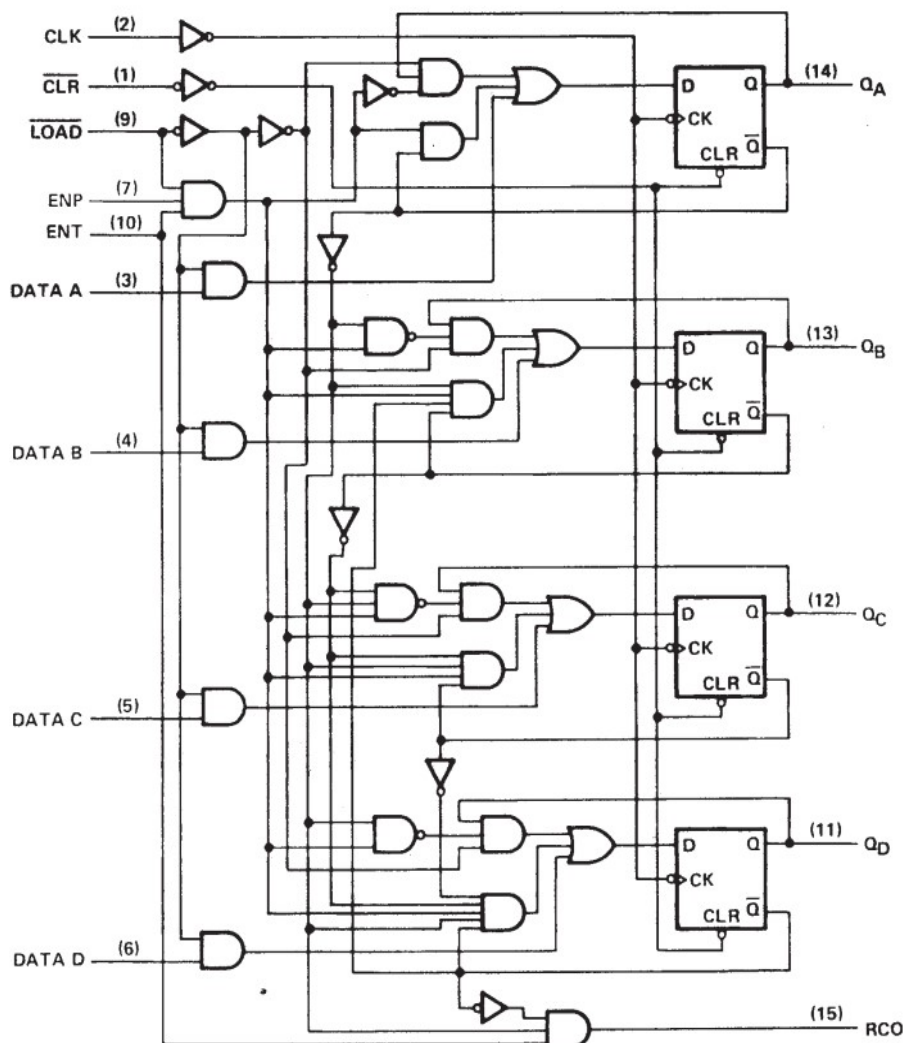 CLK (2)
CLR (1)
LOAD (9)
ENP (7)
ENT (10)
DATA A (3)
D Q (14) QA
CK
CLR Q
DATA B (4)
D Q (13) QB
CK
CLR Q
DATA C (5)
D Q (12) QC
CK
CLR Q
DATA D (6)
D Q (11) QD
CK
CLR Q
(15) RCO